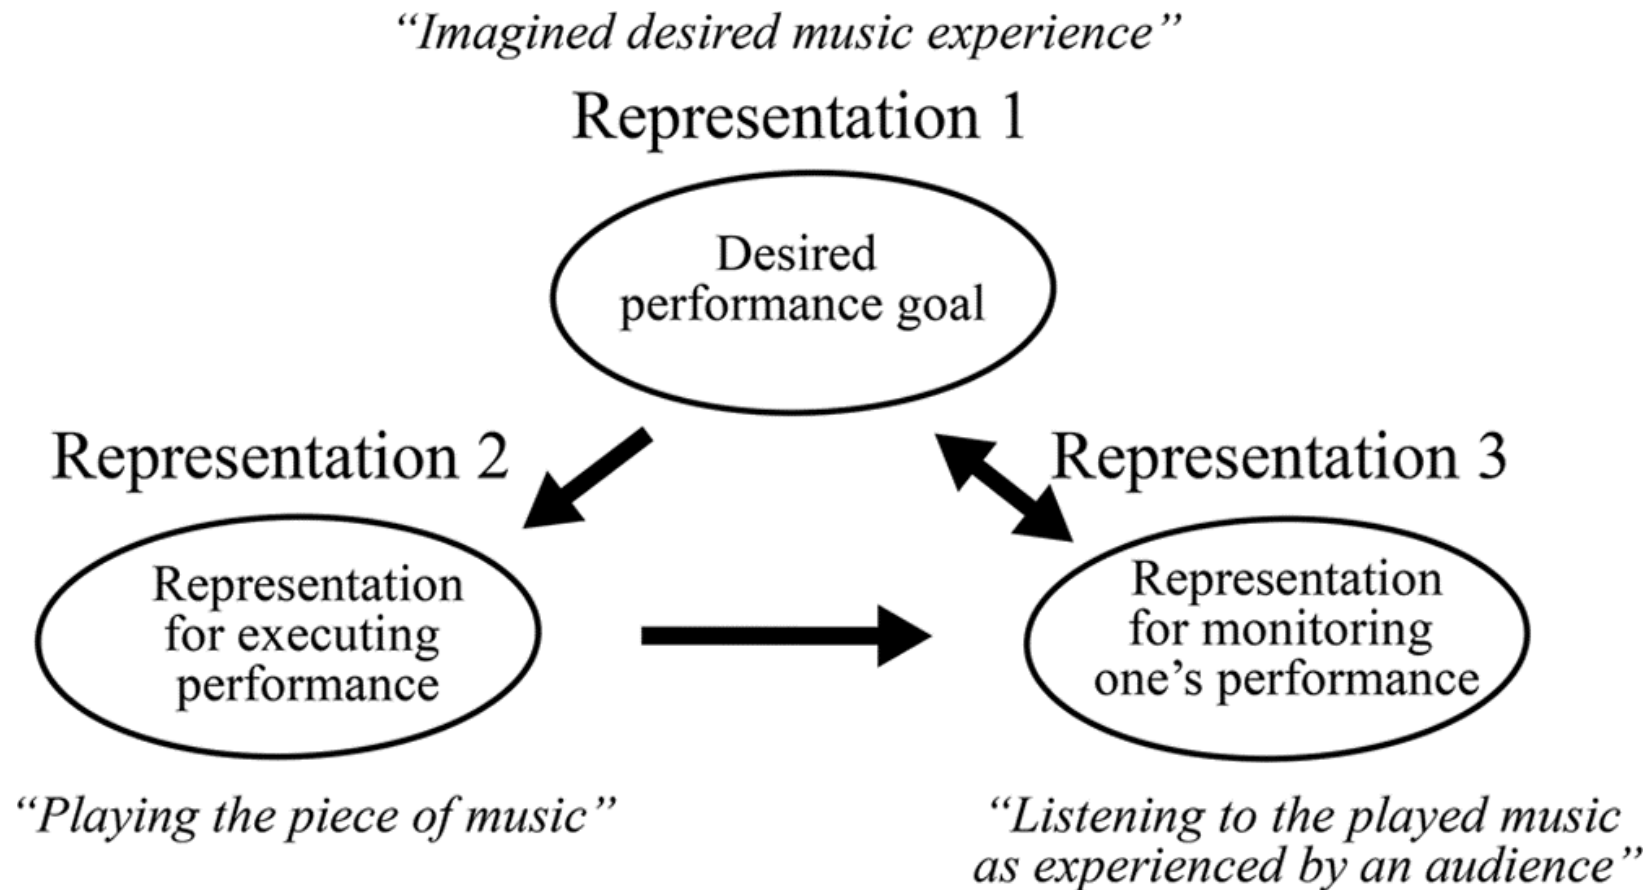 “Imagined desired music experience”
Representation 1
Desired
performance goal
Representation 2
Representation
for executing
performance
“Playing the piece of music”
Representation 3
Representation
for monitoring
one’s performance
“Listening to the played music
as experienced by an audience”